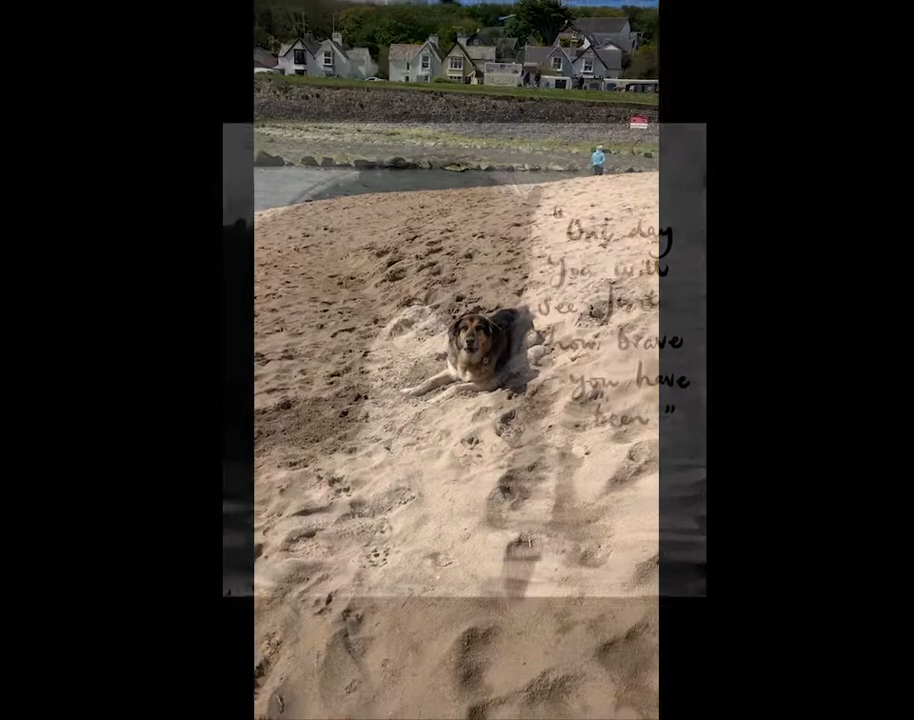 "One day
you will
see just
how brave
you have
been"